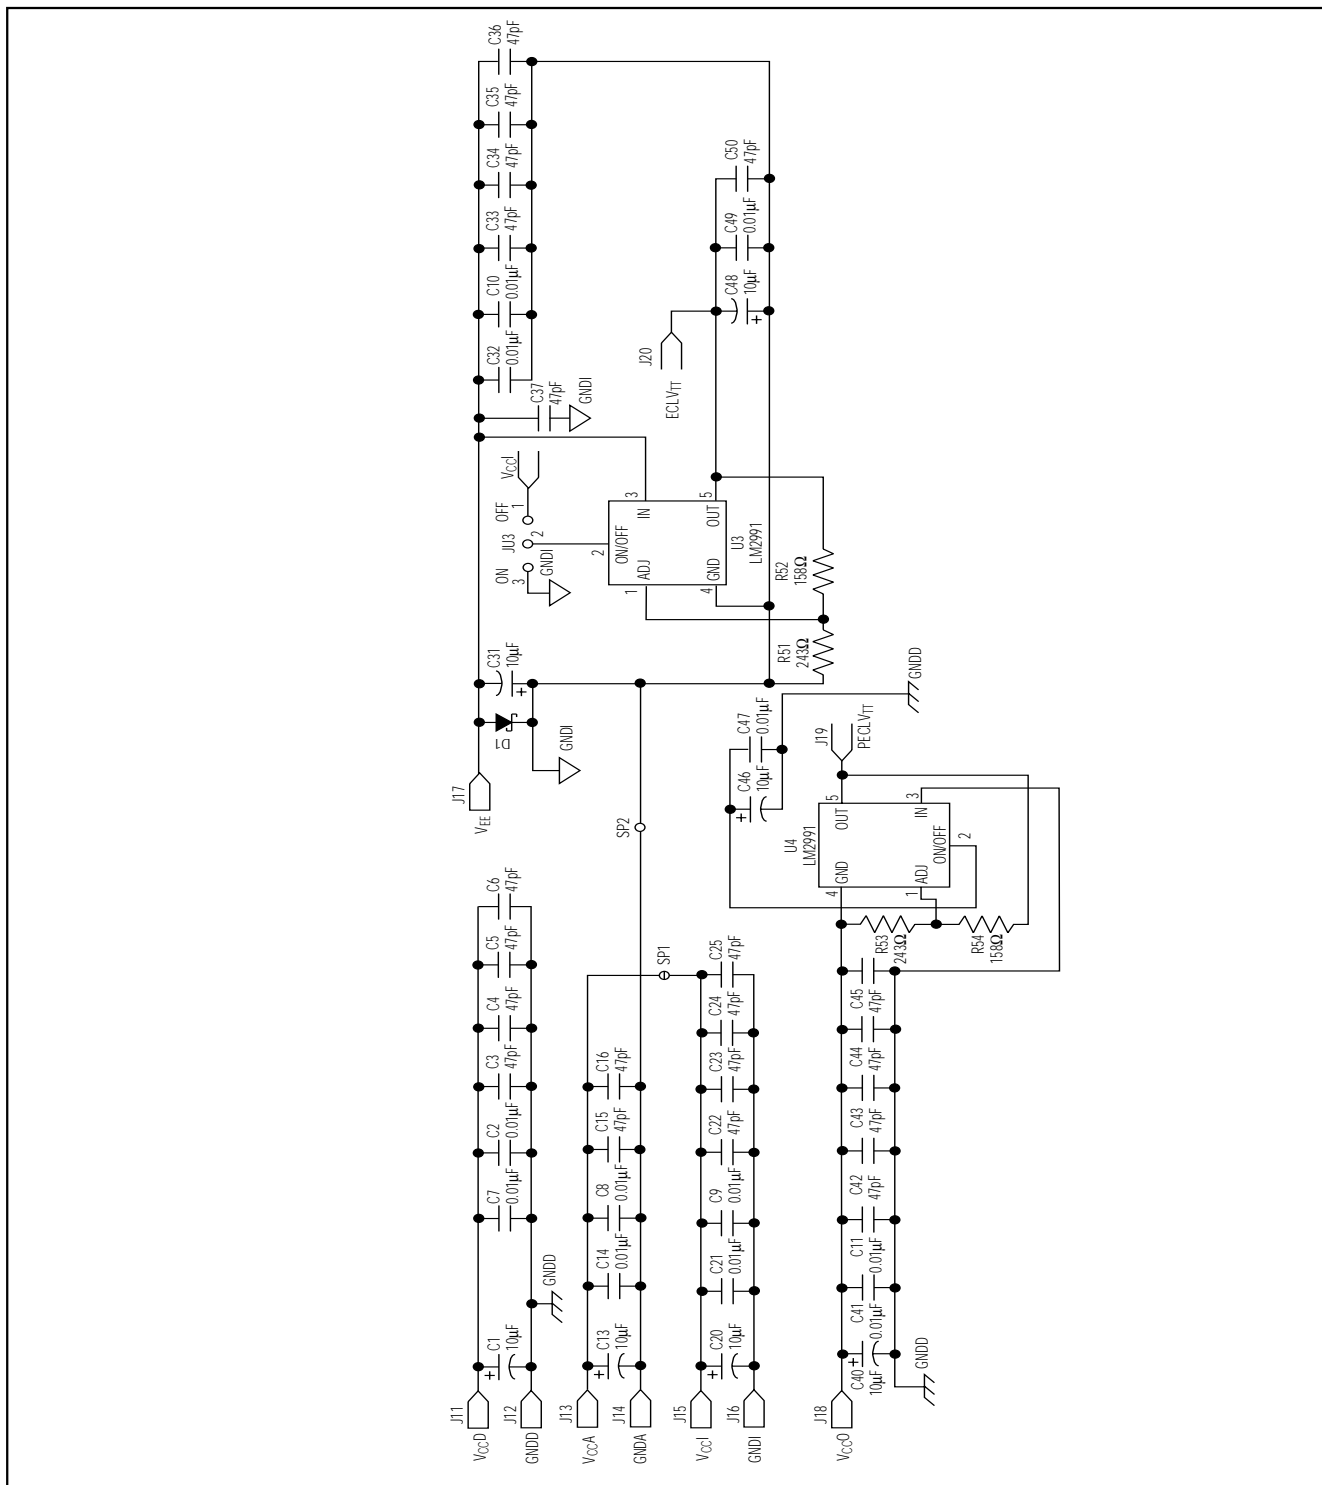 J11
VCCD
J12
GNDD
C1
10µF
GNDD
C7
0.01µF
C2
0.01µF
C3
47pF
C4
47pF
C5
47pF
C6
47pF
J13
VCCA
J14
GNDA
C13
10µF
C14
0.01µF
C8
0.01µF
C15
47pF
C16
47pF
SP1
SP2
J15
VCCI
J16
GNDI
C20
10µF
C21
0.01µF
C9
0.01µF
C22
47pF
C23
47pF
C24
47pF
C25
47pF
J18
VCCO
C40
10µF
GNDD
C41
0.01µF
C11
0.01µF
C42
47pF
C43
47pF
C44
47pF
C45
47pF
R53
243Ω
R54
158Ω
U4
LM2991
GND
4
ADJ
1
ON/OFF
2
OUT
5
IN
3
J19
PECLVTT
C46
10µF
C47
0.01µF
GNDD
J17
VEE
D1
GNDI
C31
10µF
ON
3
JU3
2
OFF
1
VCCI
GNDI
U3
LM2991
ON/OFF
2
ADJ
1
IN
3
GND
4
OUT
5
R51
243Ω
R52
158Ω
C37
47pF
GNDI
C32
0.01µF
C10
0.01µF
C33
47pF
C34
47pF
C35
47pF
C36
47pF
J20
ECLVTT
C48
10µF
C49
0.01µF
C50
47pF